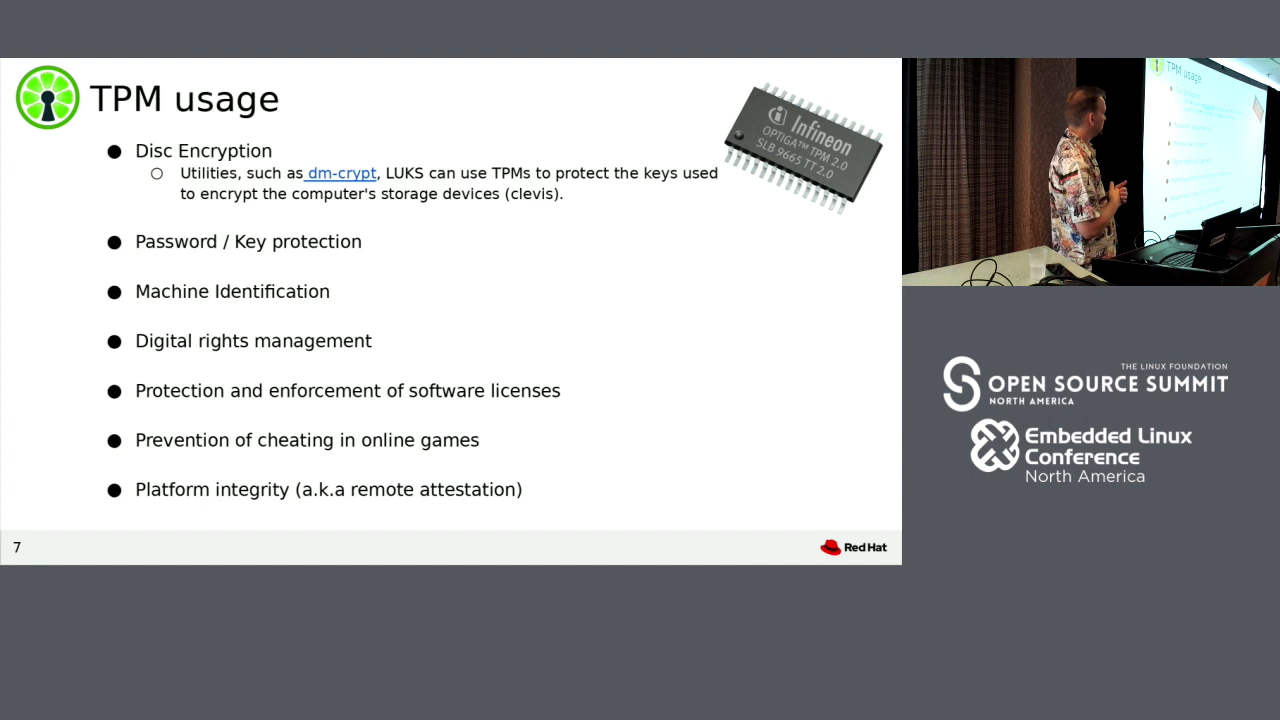 TPM usage
● Disc Encryption
○ Utilities, such as dm-crypt, LUKS can use TPMs to protect the keys used
to encrypt the computer's storage devices (clevis).
● Password / Key protection
● Machine Identification
● Digital rights management
● Protection and enforcement of software licenses
● Prevention of cheating in online games
● Platform integrity (a.k.a remote attestation)
7
Red Hat
Infineon
OPTIGA™ TPM 2.0
SLB 9665 TT 2.0
TPM usage
THE LINUX FOUNDATION
OPEN SOURCE SUMMIT
NORTH AMERICA
Embedded Linux
Conference
North America